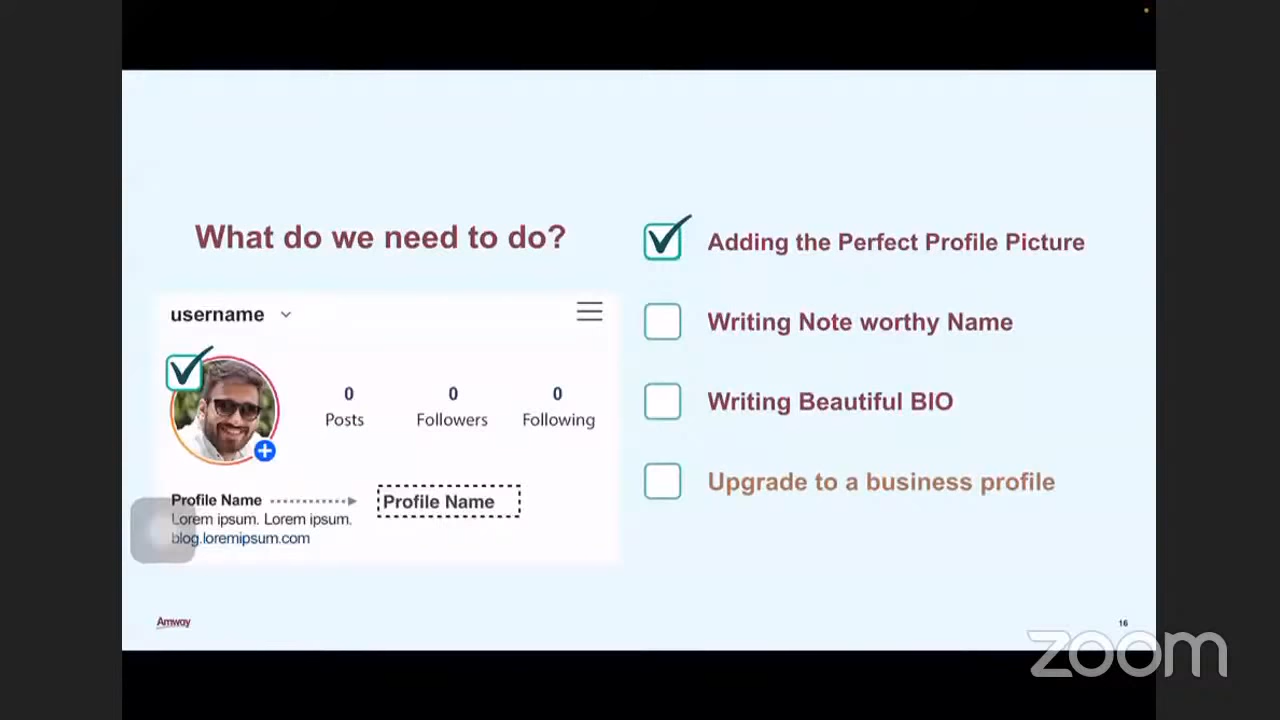 What do we need to do?
username
0 0 0
Posts Followers Following
Profile Name Profile Name
Lorem ipsum. Lorem ipsum.
blog.loremipsum.com
Adding the Perfect Profile Picture
Writing Note worthy Name
Writing Beautiful BIO
Upgrade to a business profile
Amway
16
zoom